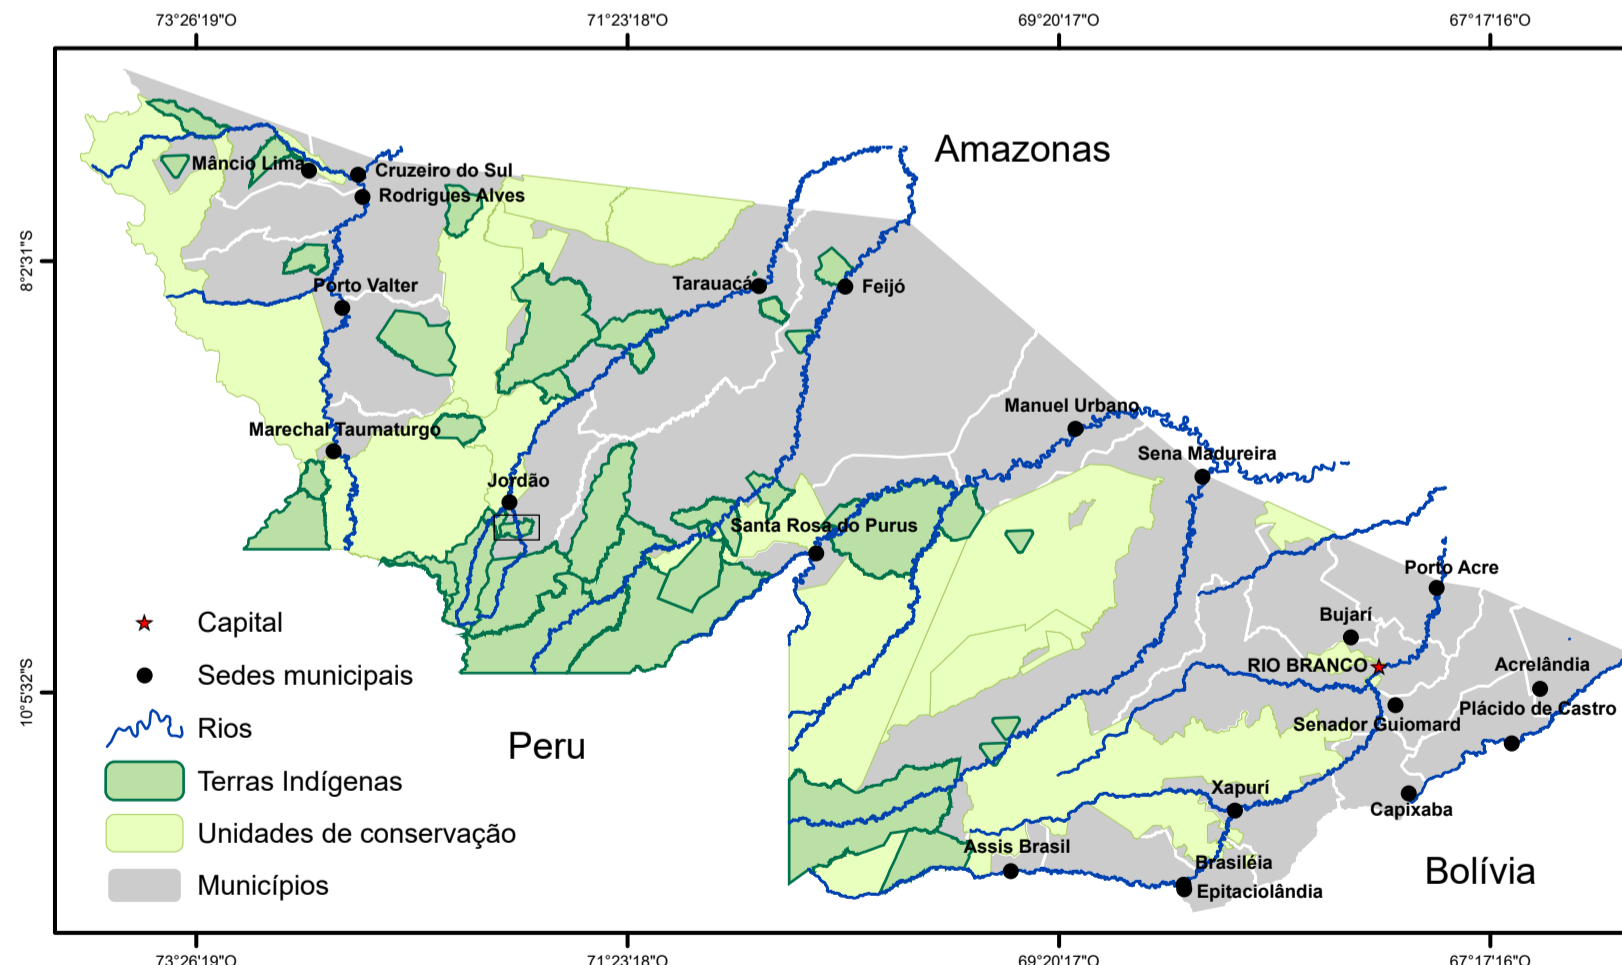 73°26'19"O
71°23'18"O
69°20'17"O
67°17'16"O
Amazonas
Mâncio Lima
Cruzeiro do Sul
Rodrigues Alves
8°2'31"S
Porto Valter
Tarauacá
Feijó
Manuel Urbano
Marechal Taumaturgo
Sena Madureira
Jordão
Santa Rosa do Purus
Porto Acre
Bujarí
RIO BRANCO
Acrelândia
10°5'32"S
Plácido de Castro
Senador Guiomard
Peru
Xapurí
Capixaba
Assis Brasil
Brasiléia
Epitaciolândia
Bolívia
Capital
Sedes municipais
Rios
Terras Indígenas
Unidades de conservação
Municípios
73°26'19"O
71°23'18"O
69°20'17"O
67°17'16"O